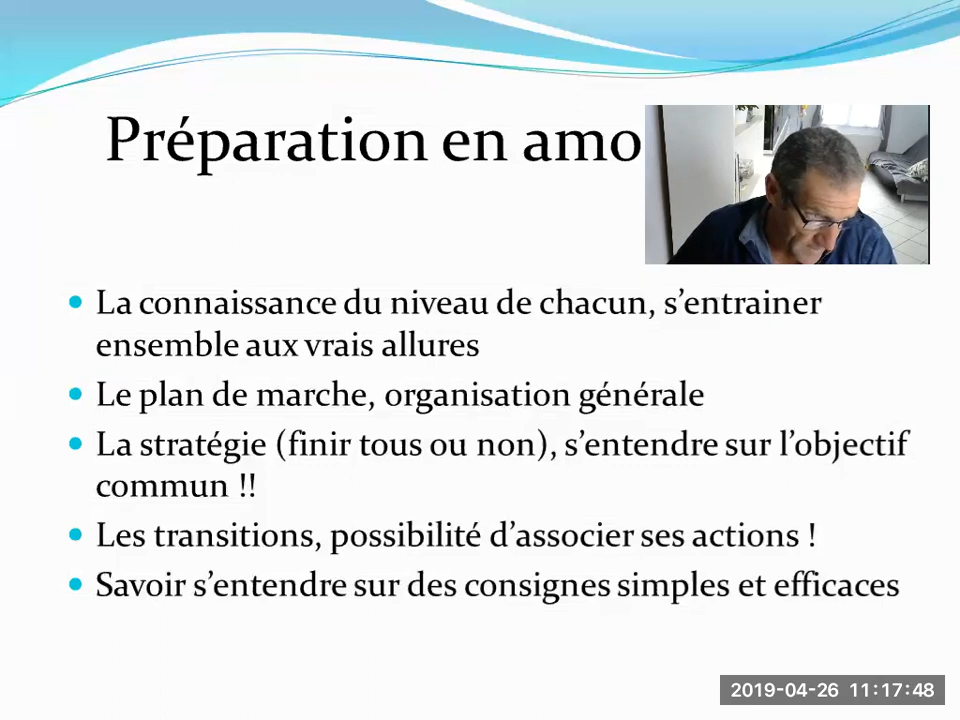 Préparation en amo
La connaissance du niveau de chacun, s’entrainer
ensemble aux vrais allures
Le plan de marche, organisation générale
La stratégie (finir tous ou non), s’entendre sur l’objectif
commun !!
Les transitions, possibilité d’associer ses actions !
Savoir s’entendre sur des consignes simples et efficaces
2019-04-26 11:17:48